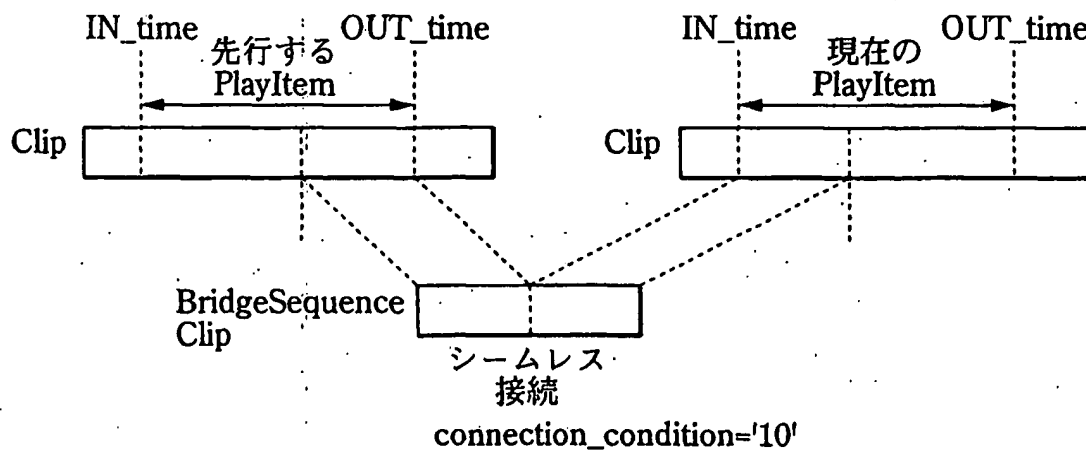 IN_time
先行する
PlayItem
OUT_time
IN_time
現在の
PlayItem
OUT_time
Clip
Clip
BridgeSequence
Clip
シームレス
接続
connection_condition='10'